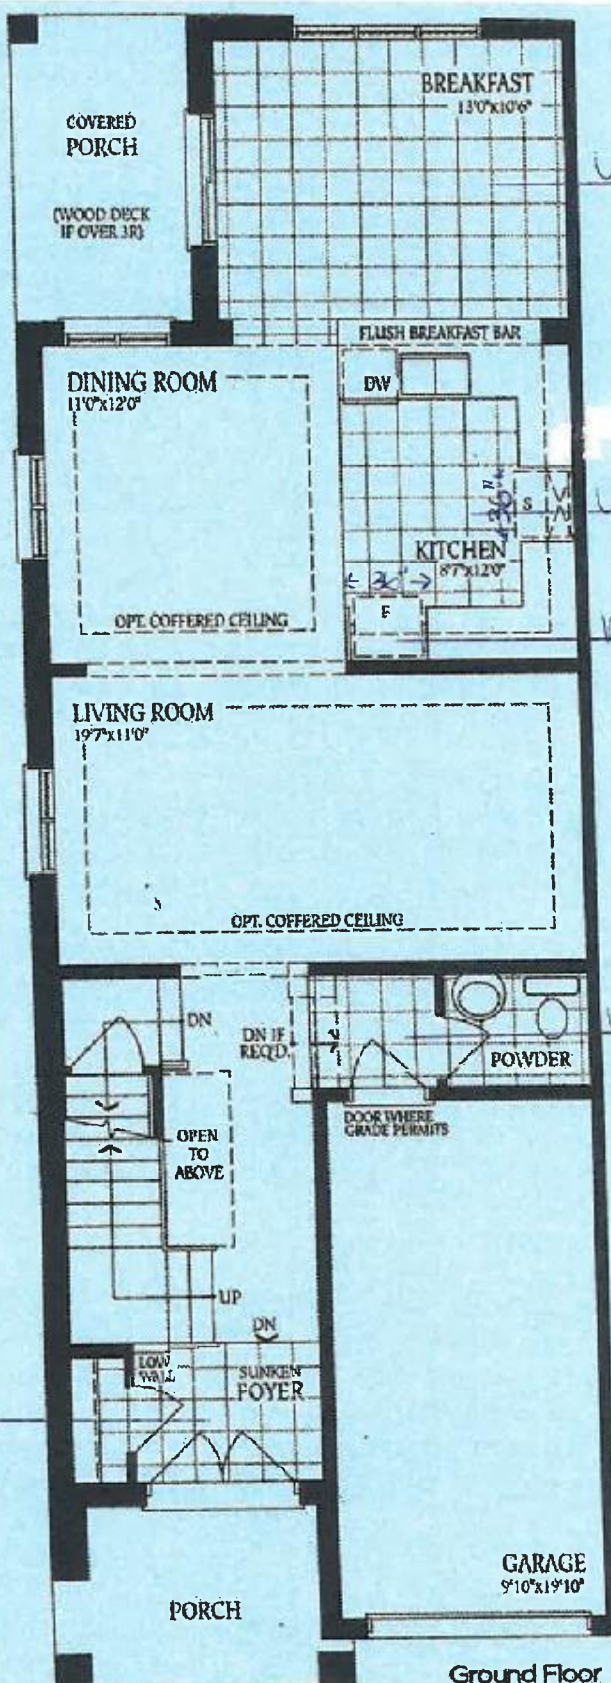 BREAKFAST
13'0"x10'6"
COVERED
PORCH
(WOOD DECK
IF OVER 3R)
FLUSH BREAKFAST BAR
DW
DINING ROOM
11'0"x12'0"
36"
S
KITCHEN
8'7"x12'0"
F
OPT. COFFERED CEILING
LIVING ROOM
19'7"x11'0"
OPT. COFFERED CEILING
DN
DN IF
REQ'D.
POWDER
DOOR WHERE
GRADE PERMITS
OPEN
TO
ABOVE
UP
DN
LOW
WALL
SUNKEN
FOYER
GARAGE
9'10"x19'10"
PORCH
Ground Floor